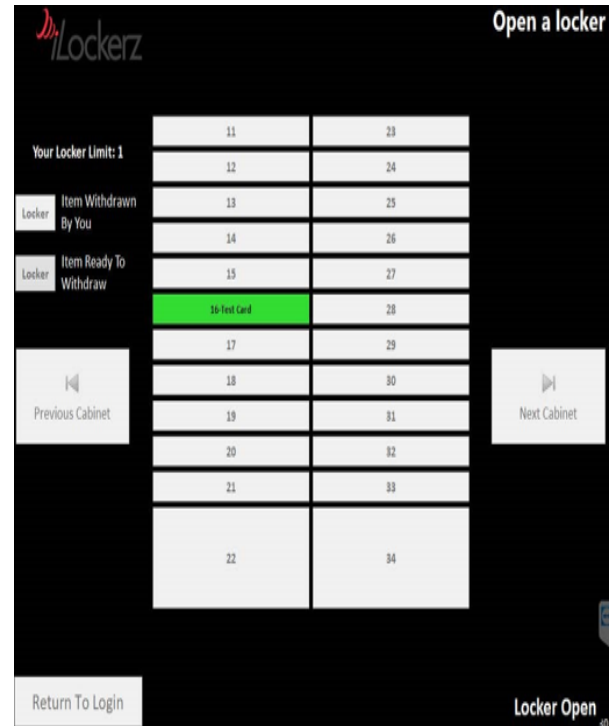 iLockerz
Open a locker
Your Locker Limit: 1
Locker
Item Withdrawn
By You
Locker
Item Ready To
Withdraw
Previous Cabinet
11
12
13
14
15
16-Test Card
17
18
19
20
21
22
23
24
25
26
27
28
29
30
31
32
33
34
Next Cabinet
Return To Login
Locker Open